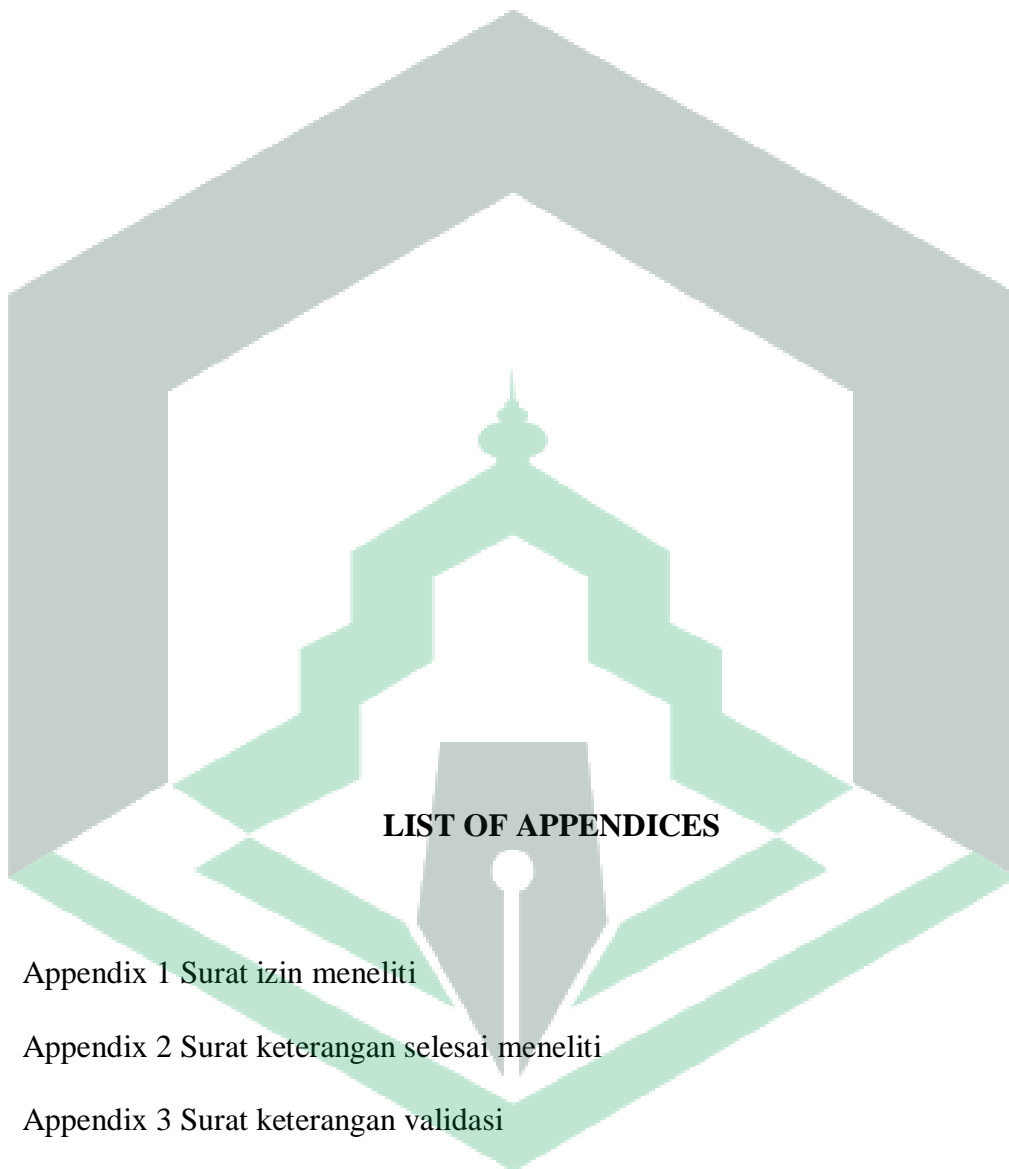 LIST OF APPENDICES
Appendix 1 Surat izin meneliti
Appendix 2 Surat keterangan selesai meneliti
Appendix 3 Surat keterangan validasi